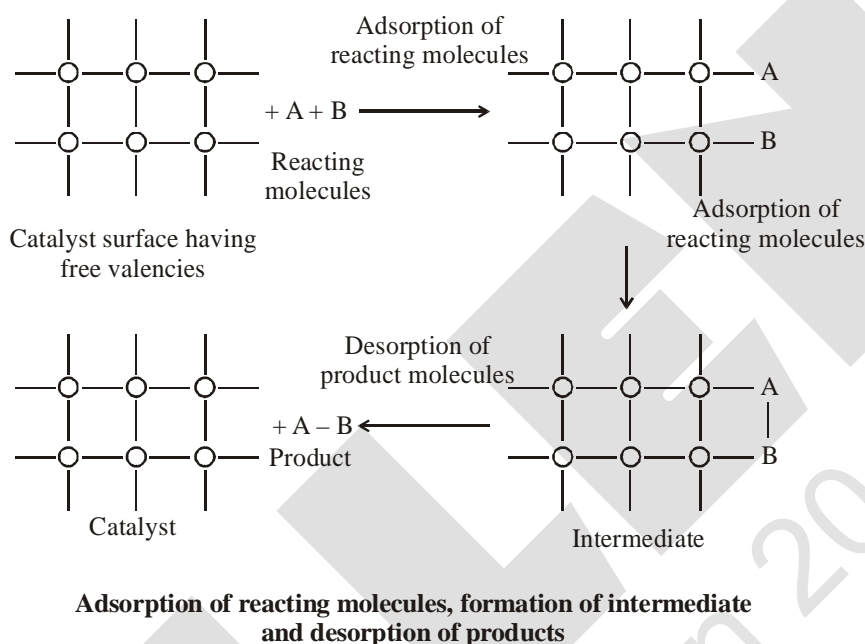 Adsorption of
reacting molecules
A
+ A + B
B
Reacting
molecules
Adsorption of
reacting molecules
Catalyst surface having
free valencies
Desorption of
product molecules
A
+ A – B
Product
B
Catalyst
Intermediate
Adsorption of reacting molecules, formation of intermediate
and desorption of products